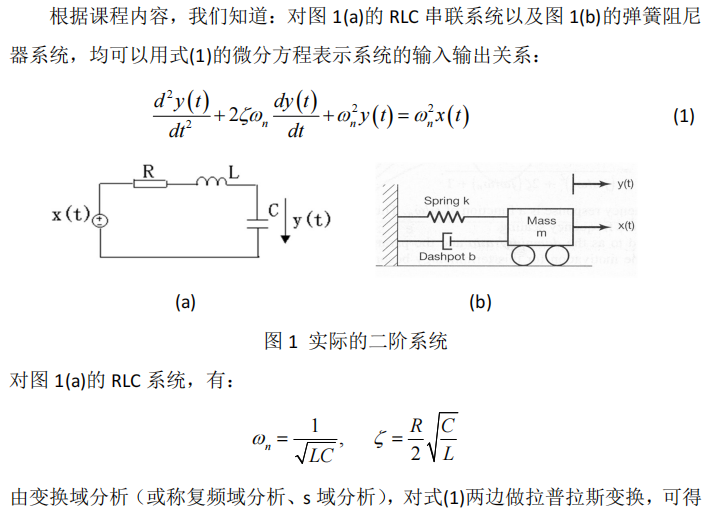 根据课程内容，我们知道：对图 1(a)的 RLC 串联系统以及图 1(b)的弹簧阻尼
器系统，均可以用式(1)的微分方程表示系统的输入输出关系：
d²y(t)/dt² + 2ζωₙ dy(t)/dt + ωₙ²y(t) = ωₙ²x(t) (1)
R L
x(t) C y(t)
y(t)
Spring k
Mass m
x(t)
Dashpot b
(a) (b)
图 1 实际的二阶系统
对图 1(a)的 RLC 系统，有：
ωₙ = 1/√(LC), ζ = R/2 √(C/L)
由变换域分析（或称复频域分析、s 域分析），对式(1)两边做拉普拉斯变换，可得